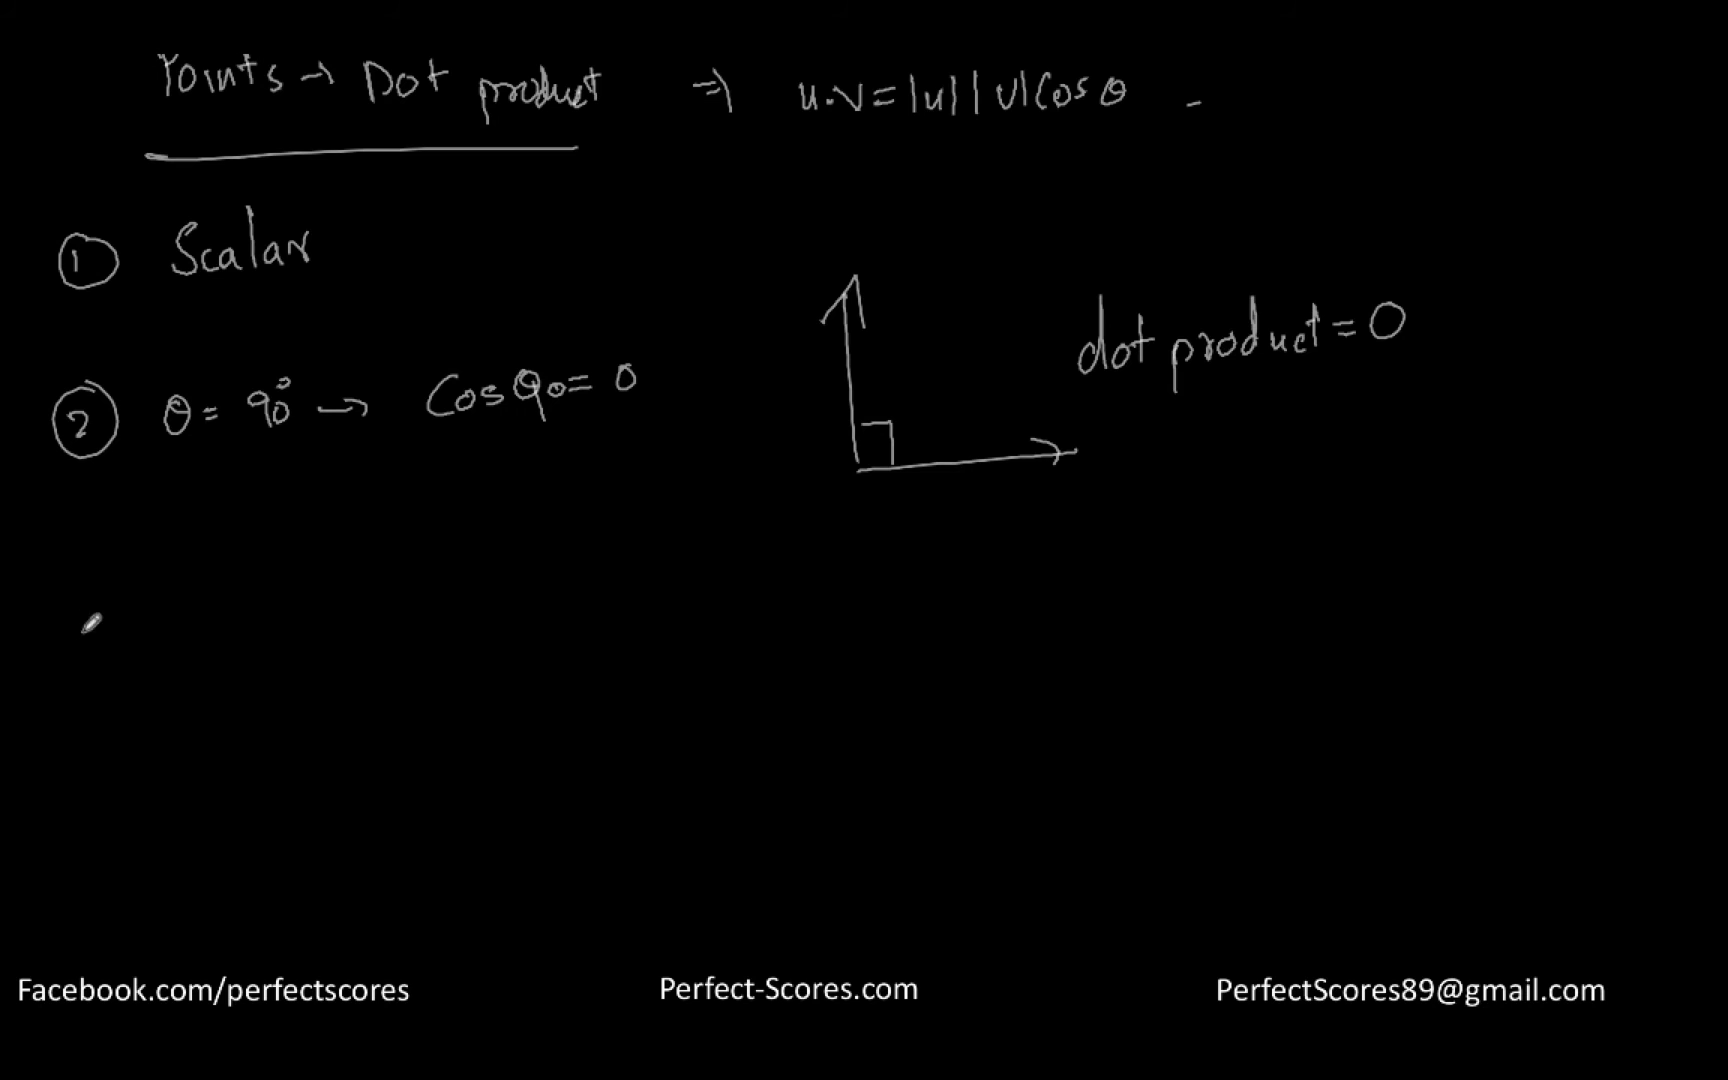 Points → Dot product ⇒ u.v = |u| |v| Cos θ -
① Scalar
dot product = 0
② θ = 90° → Cos 90 = 0
Facebook.com/perfectscores
Perfect-Scores.com
PerfectScores89@gmail.com